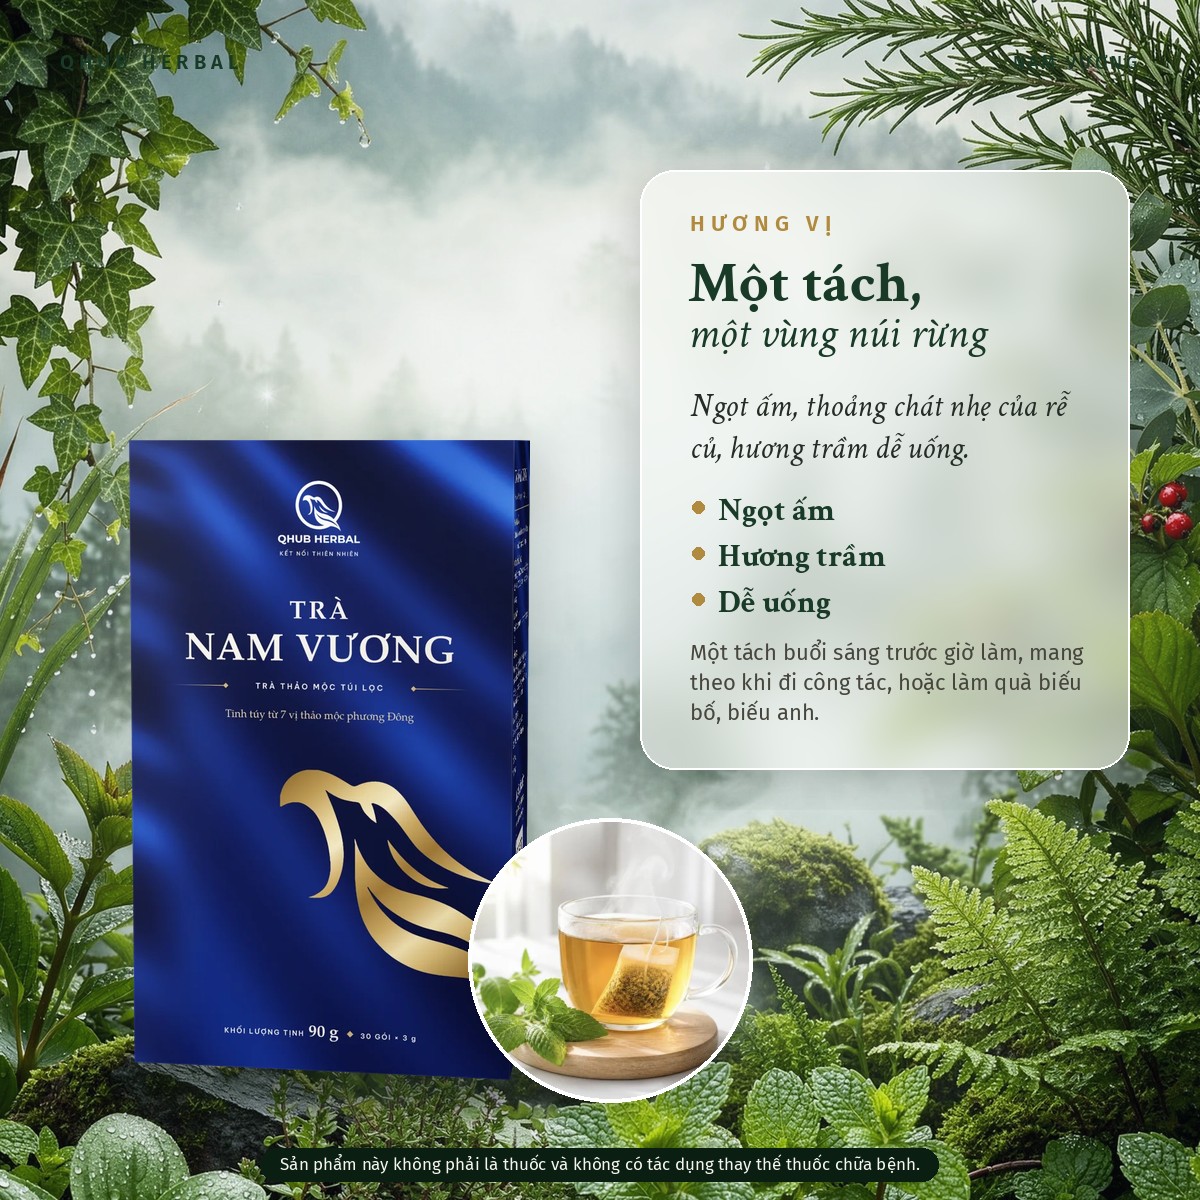 QHUB HERBAL
NAM VƯƠNG
HƯƠNG VỊ
Một tách,
một vùng núi rừng
Ngọt ấm, thoảng chát nhẹ của rễ
củ, hương trầm dễ uống.
Ngọt ấm
Hương trầm
Dễ uống
Một tách buổi sáng trước giờ làm, mang
theo khi đi công tác, hoặc làm quà biếu
bố, biếu anh.
QHUB HERBAL
KẾT NỐI THIÊN NHIÊN
TRÀ
NAM VƯƠNG
TRÀ THẢO MỘC TÚI LỌC
Tinh túy từ 7 vị thảo mộc phương Đông
KHỐI LƯỢNG TỊNH 90 g ◆ 30 GÓI × 3 g
Sản phẩm này không phải là thuốc và không có tác dụng thay thế thuốc chữa bệnh.